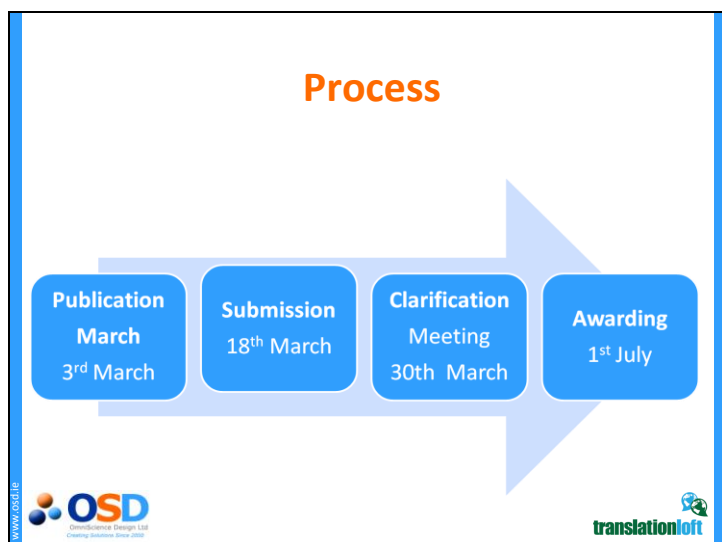 Process
Publication
March
3rd March
Submission
18th March
Clarification
Meeting
30th  March
Awarding
1st July
www.osd.ie
OSD
OmniScience Design Ltd
Creating Solutions Since 2002
translationloft